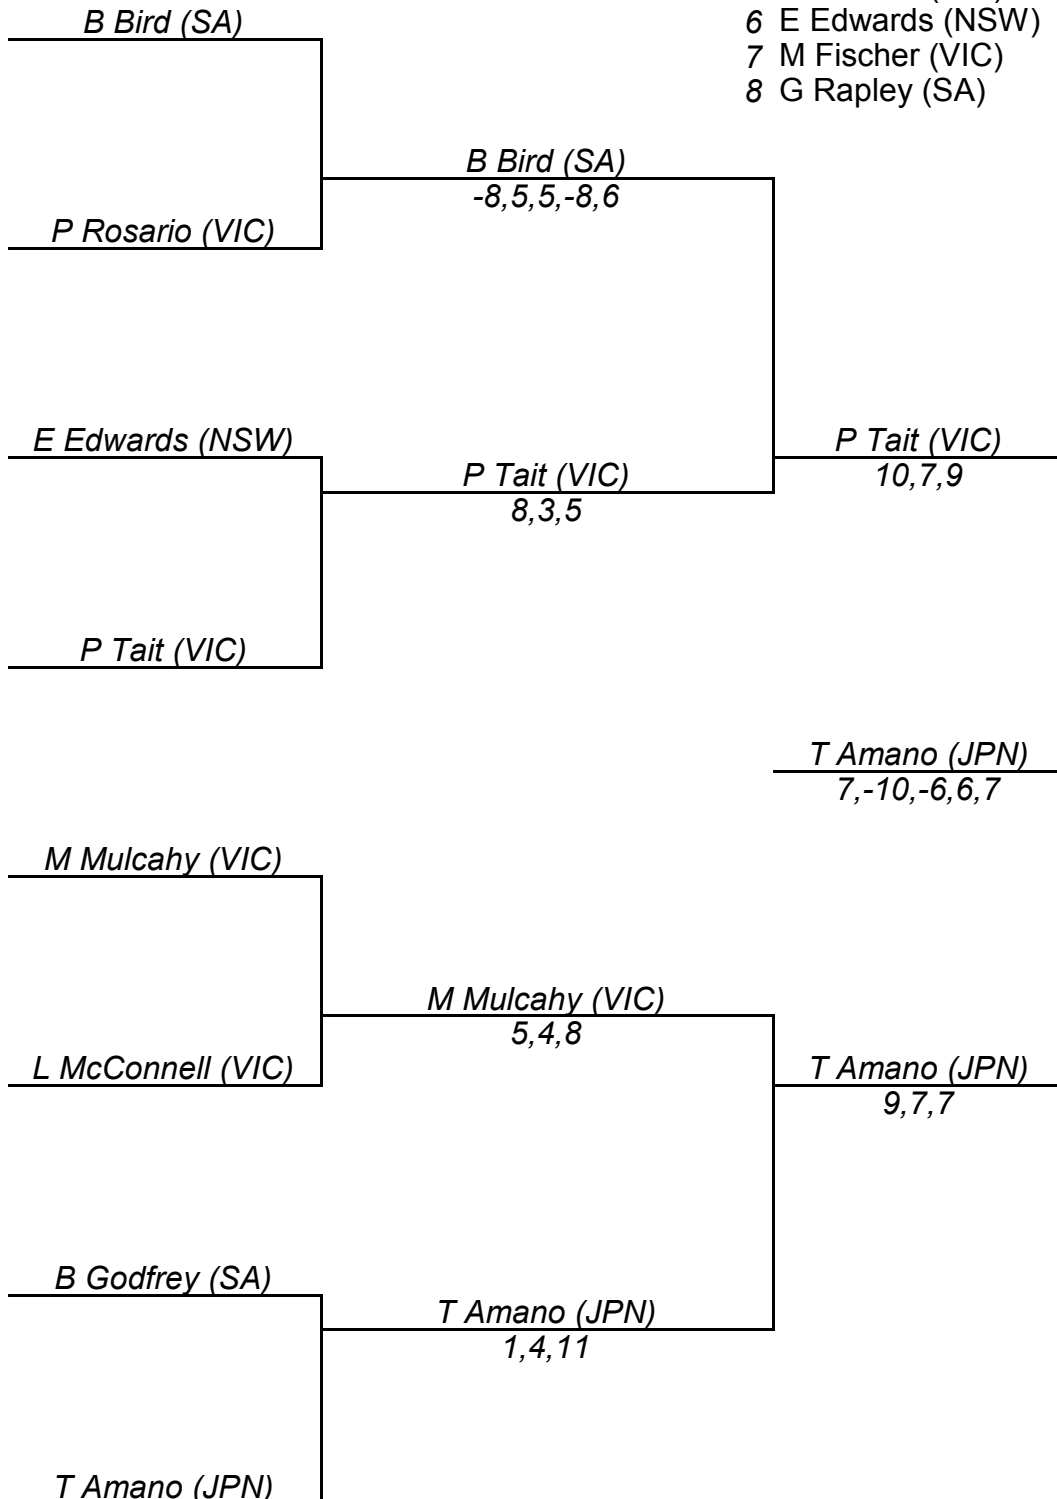 B Bird (SA)
6 E Edwards (NSW)
7 M Fischer (VIC)
8 G Rapley (SA)
B Bird (SA)
-8,5,5,-8,6
P Rosario (VIC)
E Edwards (NSW)
P Tait (VIC)
10,7,9
P Tait (VIC)
8,3,5
P Tait (VIC)
T Amano (JPN)
7,-10,-6,6,7
M Mulcahy (VIC)
M Mulcahy (VIC)
5,4,8
L McConnell (VIC)
T Amano (JPN)
9,7,7
B Godfrey (SA)
T Amano (JPN)
1,4,11
T Amano (JPN)